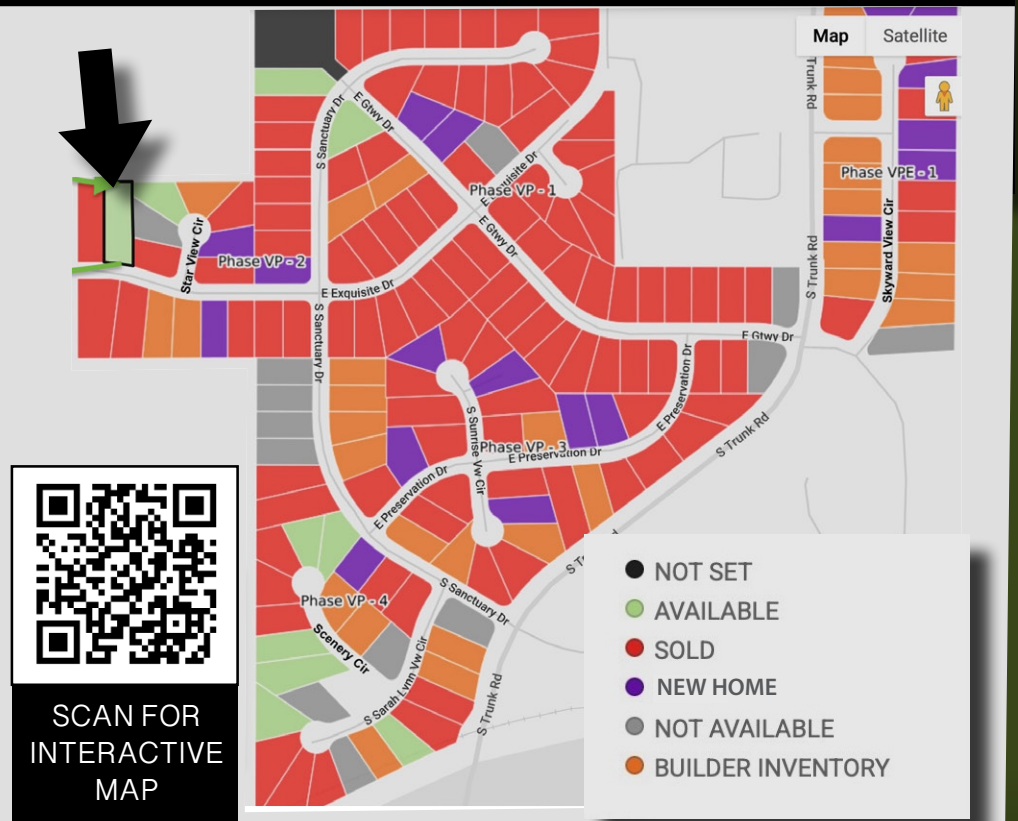 Map
Satellite
S Trunk Rd
S Sanctuary Dr
E Gtwy Dr
E Exquisite Dr
Phase VP - 1
Phase VPE - 1
E Gtwy Dr
Star View Cir
Phase VP - 2
S Trunk Rd
Skyward View Cir
E Exquisite Dr
S Sanctuary Dr
E Gtwy Dr
E Preservation Dr
S Sunrise Vw Cir
Phase VP - 3
E Preservation Dr
S Trunk Rd
E Preservation Dr
S Sanctuary Dr
Phase VP - 4
Scenery Cir
S Sarah Lynn Vw Cir
S Trunk Rd
SCAN FOR
INTERACTIVE
MAP
NOT SET
AVAILABLE
SOLD
NEW HOME
NOT AVAILABLE
BUILDER INVENTORY